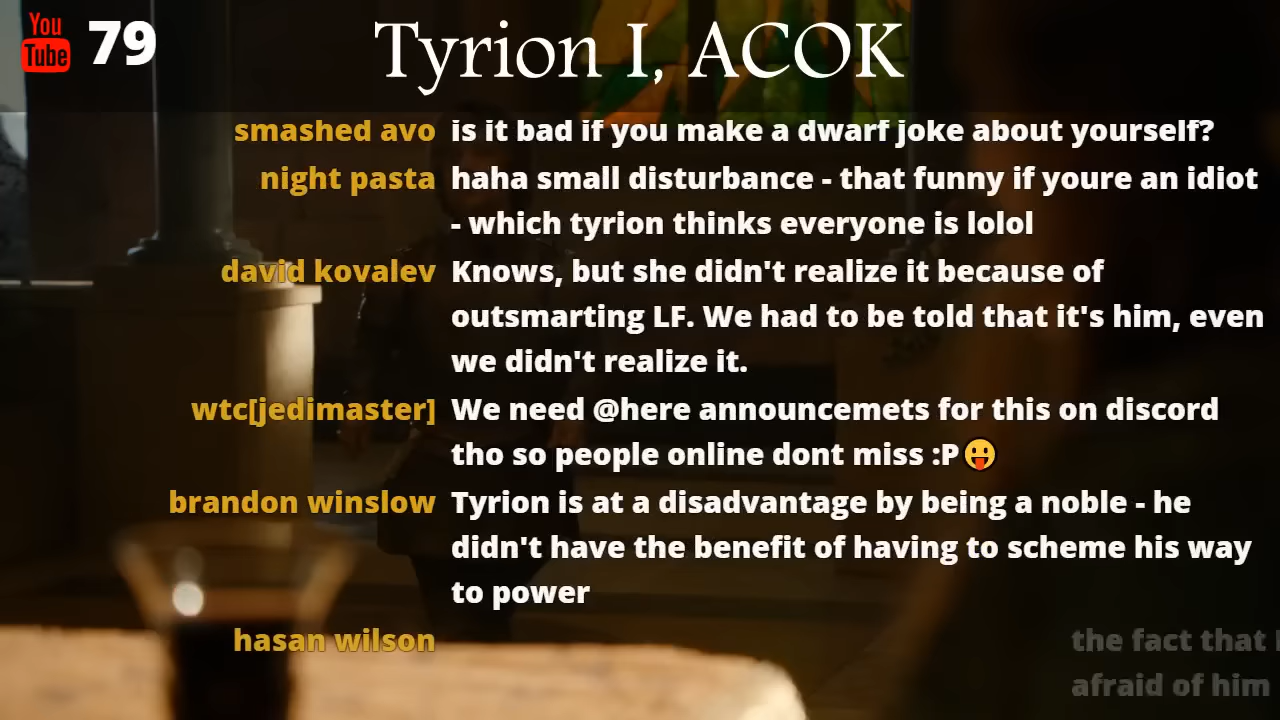 You Tube 79
Tyrion I, ACOK
smashed avo is it bad if you make a dwarf joke about yourself?
night pasta haha small disturbance - that funny if youre an idiot
- which tyrion thinks everyone is lolol
david kovalev Knows, but she didn't realize it because of
outsmarting LF. We had to be told that it's him, even
we didn't realize it.
wtc[jedimaster] We need @here announcemets for this on discord
tho so people online dont miss :P😛
brandon winslow Tyrion is at a disadvantage by being a noble - he
didn't have the benefit of having to scheme his way
to power
hasan wilson the fact that
afraid of him